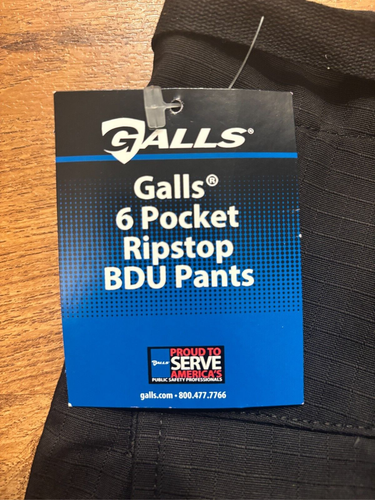 GALLS®
Galls®
6 Pocket
Ripstop
BDU Pants
GALLS
PROUD TO
SERVE
AMERICA'S
PUBLIC SAFETY PROFESSIONALS
galls.com • 800.477.7766